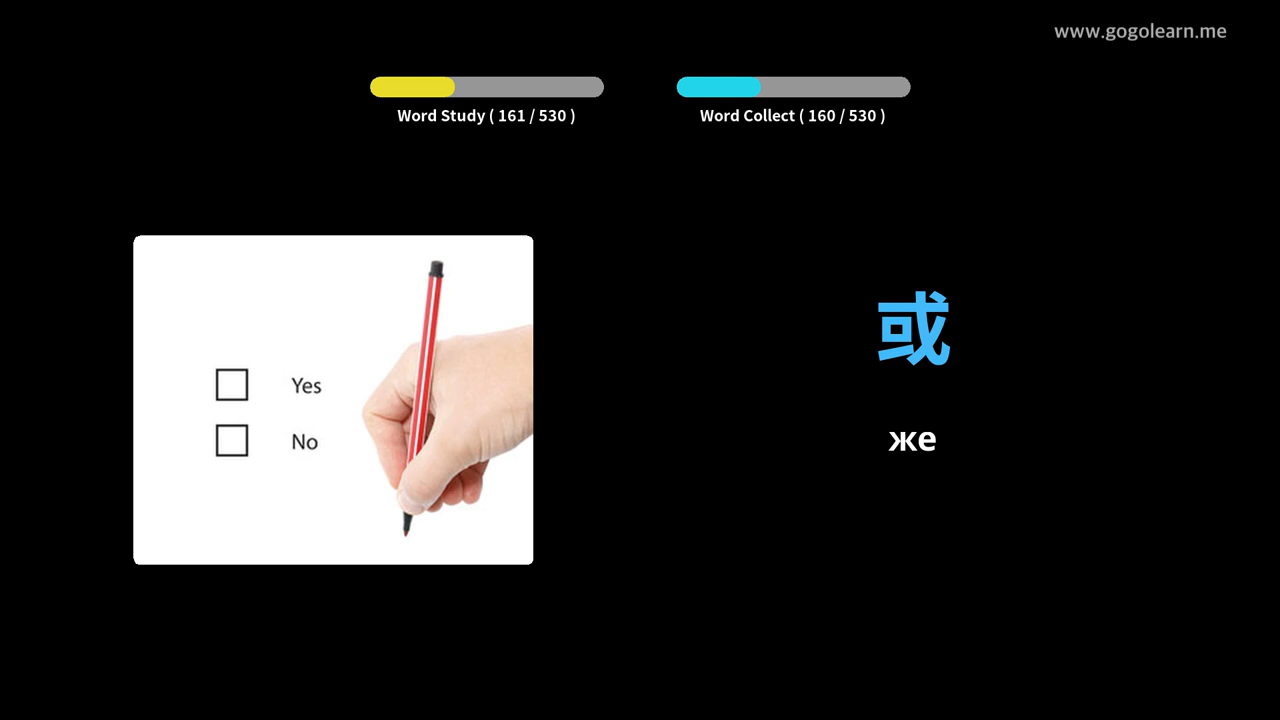 www.gogolearn.me
Word Study ( 161 / 530 )
Word Collect ( 160 / 530 )
Yes
No
或
же